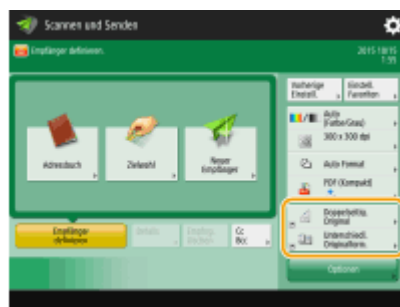 Scannen und Senden
Empfänger definieren.
2015 10/15
1:55
Vorherige
Einstell.
Einstell.
Favoriten
Auto
(Farbe/Grau)
300 x 300 dpi
Adressbuch
Zielwahl
Neuer
Empfänger
Auto Format
PDF (Kompakt)
Doppelseitig.
Original
Unterschiedl.
Originalform.
Empfänger
definieren
Details
Empfäng.
löschen
Cc
Bcc
Optionen